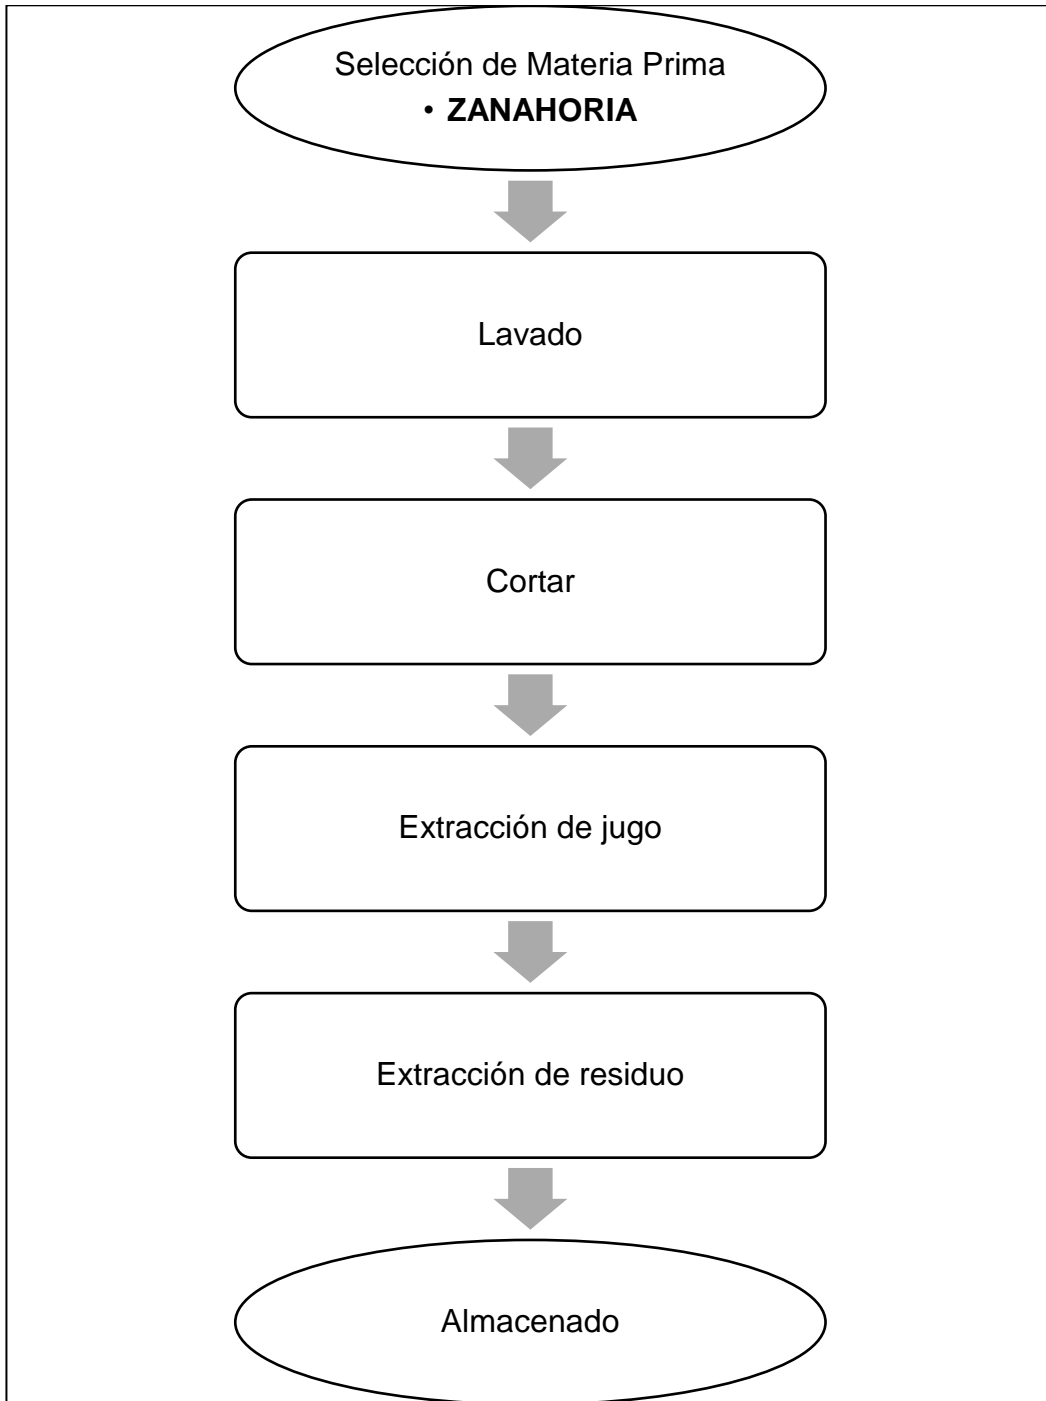 Selección de Materia Prima
• ZANAHORIA
Lavado
Cortar
Extracción de jugo
Extracción de residuo
Almacenado